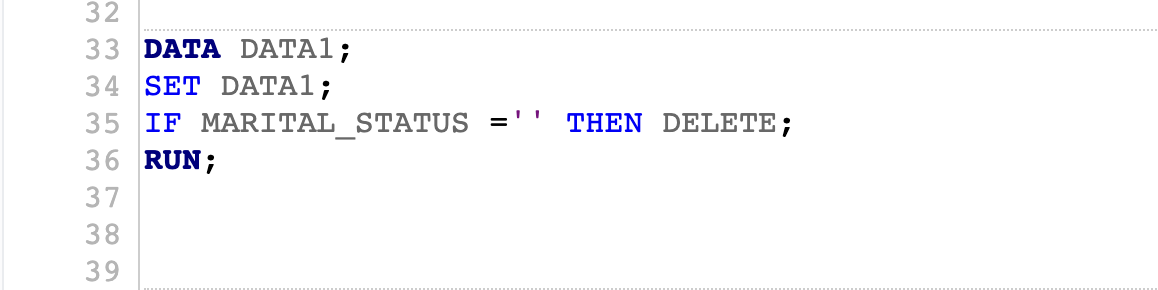 32
33 DATA DATA1;
34 SET DATA1;
35 IF MARITAL_STATUS ='' THEN DELETE;
36 RUN;
37
38
39